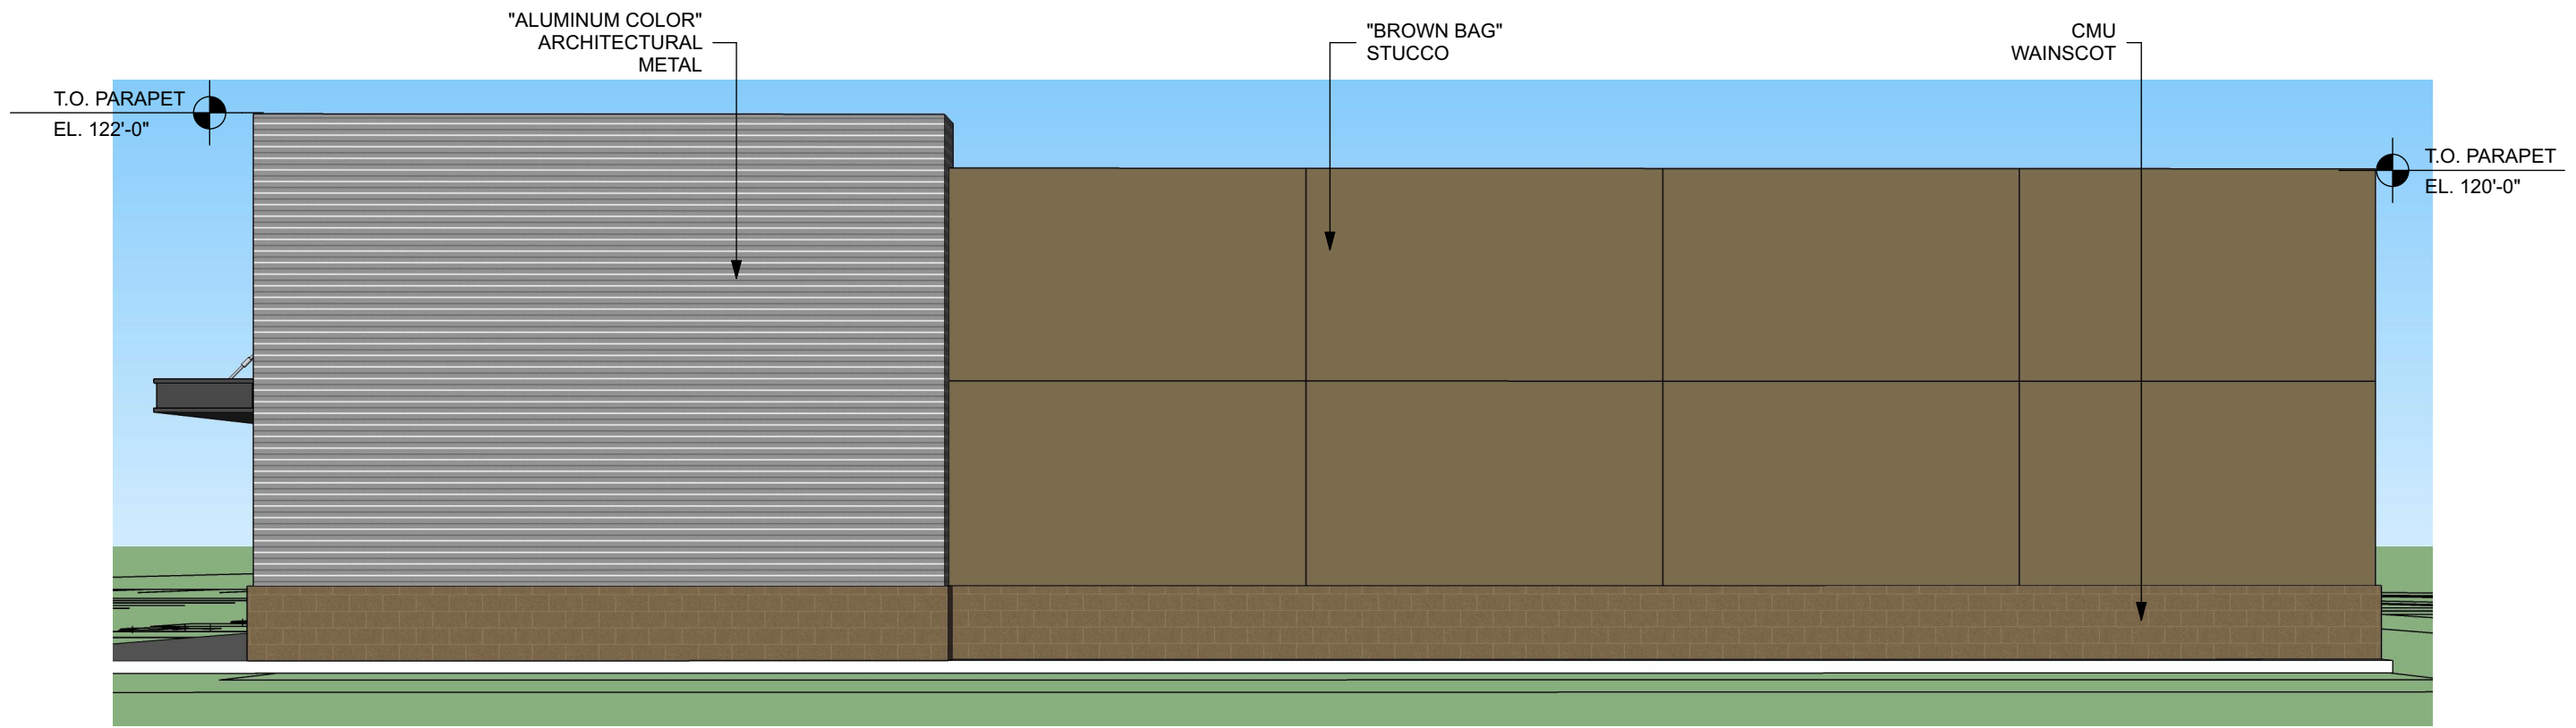 "ALUMINUM COLOR"
ARCHITECTURAL
METAL
"BROWN BAG"
STUCCO
CMU
WAINSCOT
T.O. PARAPET
EL. 122'-0"
T.O. PARAPET
EL. 120'-0"